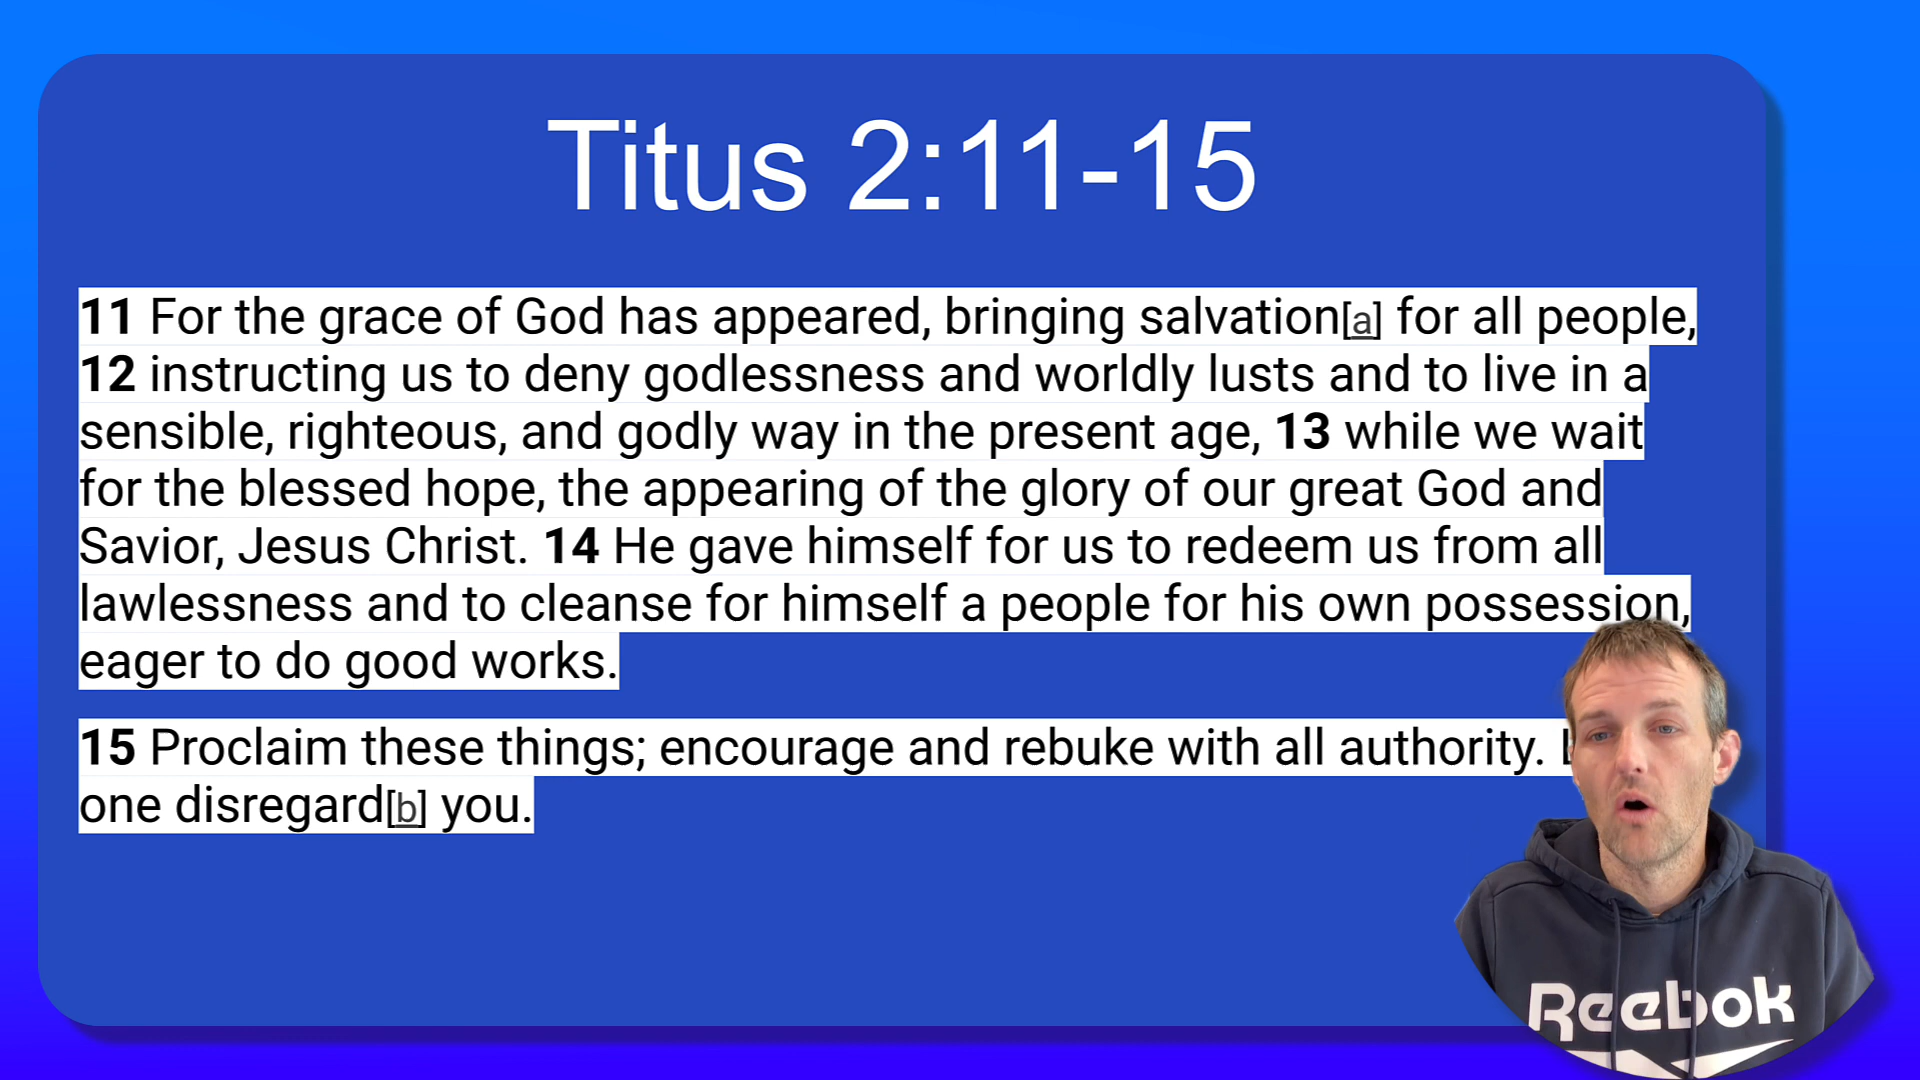 Titus 2:11-15
11 For the grace of God has appeared, bringing salvation[a] for all people,
12 instructing us to deny godlessness and worldly lusts and to live in a
sensible, righteous, and godly way in the present age, 13 while we wait
for the blessed hope, the appearing of the glory of our great God and
Savior, Jesus Christ. 14 He gave himself for us to redeem us from all
lawlessness and to cleanse for himself a people for his own possession,
eager to do good works.
15 Proclaim these things; encourage and rebuke with all authority.
one disregard[b] you.
Reebok